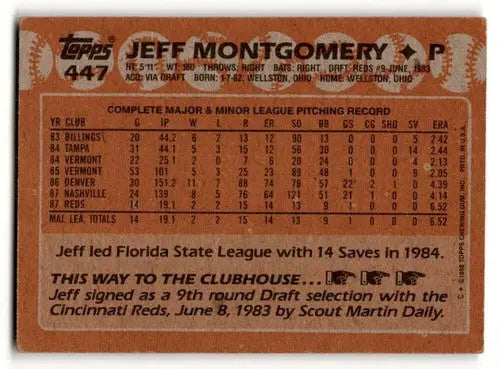 Topps JEFF MONTGOMERY P
447 HT: 5'11" WT: 180 THROWS: RIGHT BATS: RIGHT DRAFT: REDS #9-JUNE, 1983
ACQ: VIA DRAFT BORN: 1-7-62, WELLSTON, OHIO HOME: WELLSTON, OHIO
COMPLETE MAJOR & MINOR LEAGUE PITCHING RECORD
YR CLUB G IP W L R ER SO BB GS CG SHO SV ERA
83 BILLINGS 20 44.2 6 2 13 12 90 13 0 0 0 5 2.42
84 TAMPA 31 44.1 5 3 15 12 56 30 0 0 0 14 2.44
84 VERMONT 22 25.1 2 0 7 6 20 24 0 0 0 4 2.13
85 VERMONT 53 101 5 3 25 23 89 48 1 0 0 9 2.05
86 DENVER 30 151.2 11 7 88 74 78 57 22 2 1 4.39
87 NASHVILLE 24 139 8 5 76 64 121 51 21 0 4.14
87 REDS 14 19.1 2 2 15 14 13 9 1 0 0 0 6.52
MAJ. LEA. TOTALS 14 19.1 2 2 15 14 13 9 1 0 0 0 6.52
Jeff led Florida State League with 14 Saves in 1984.
THIS WAY TO THE CLUBHOUSE...
Jeff signed as a 9th round Draft selection with the
Cincinnati Reds, June 8, 1983 by Scout Martin Daily.
© 1988 TOPPS CHEWING GUM, INC. PRTD. IN U.S.A.